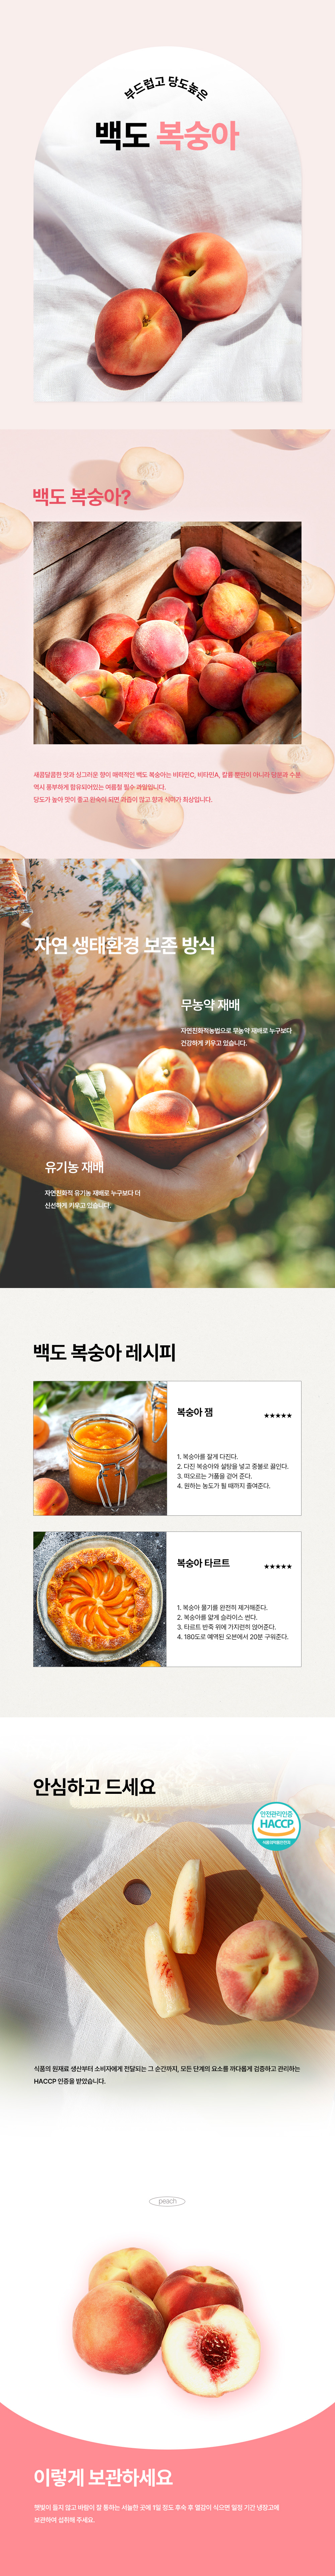 부드럽고 당도높은
백도 복숭아
백도 복숭아?
새콤달콤한 맛과 싱그러운 향이 매력적인 백도 복숭아는 비타민C, 비타민A, 칼륨 뿐만이 아니라 당분과 수분
역시 풍부하게 함유되어있는 여름철 필수 과일입니다.
당도가 높아 맛이 좋고 완숙이 되면 과즙이 많고 향과 식미가 최상입니다.
자연 생태환경 보존 방식
무농약 재배
자연친화적농법으로 무농약 재배로 누구보다
건강하게 키우고 있습니다.
유기농 재배
자연친화적 유기농 재배로 누구보다 더
신선하게 키우고 있습니다.
백도 복숭아 레시피
복숭아 잼
★★★★★
1. 복숭아를 잘게 다진다.
2. 다진 복숭아와 설탕을 넣고 중불로 끓인다.
3. 떠오르는 거품을 걷어 준다.
4. 원하는 농도가 될 때까지 졸여준다.
복숭아 타르트
★★★★★
1. 복숭아 물기를 완전히 제거해준다.
2. 복숭아를 얇게 슬라이스 썬다.
3. 타르트 반죽 위에 가지런히 얹어준다.
4. 180도로 예역된 오븐에서 20분 구워준다.
안심하고 드세요
안전관리인증
HACCP
식품의약품안전처
식품의 원재료 생산부터 소비자에게 전달되는 그 순간까지, 모든 단계의 요소를 까다롭게 검증하고 관리하는
HACCP 인증을 받았습니다.
peach
이렇게 보관하세요
햇빛이 들지 않고 바람이 잘 통하는 서늘한 곳에 1일 정도 후숙 후 열감이 식으면 일정 기간 냉장고에
보관하여 섭취해 주세요.